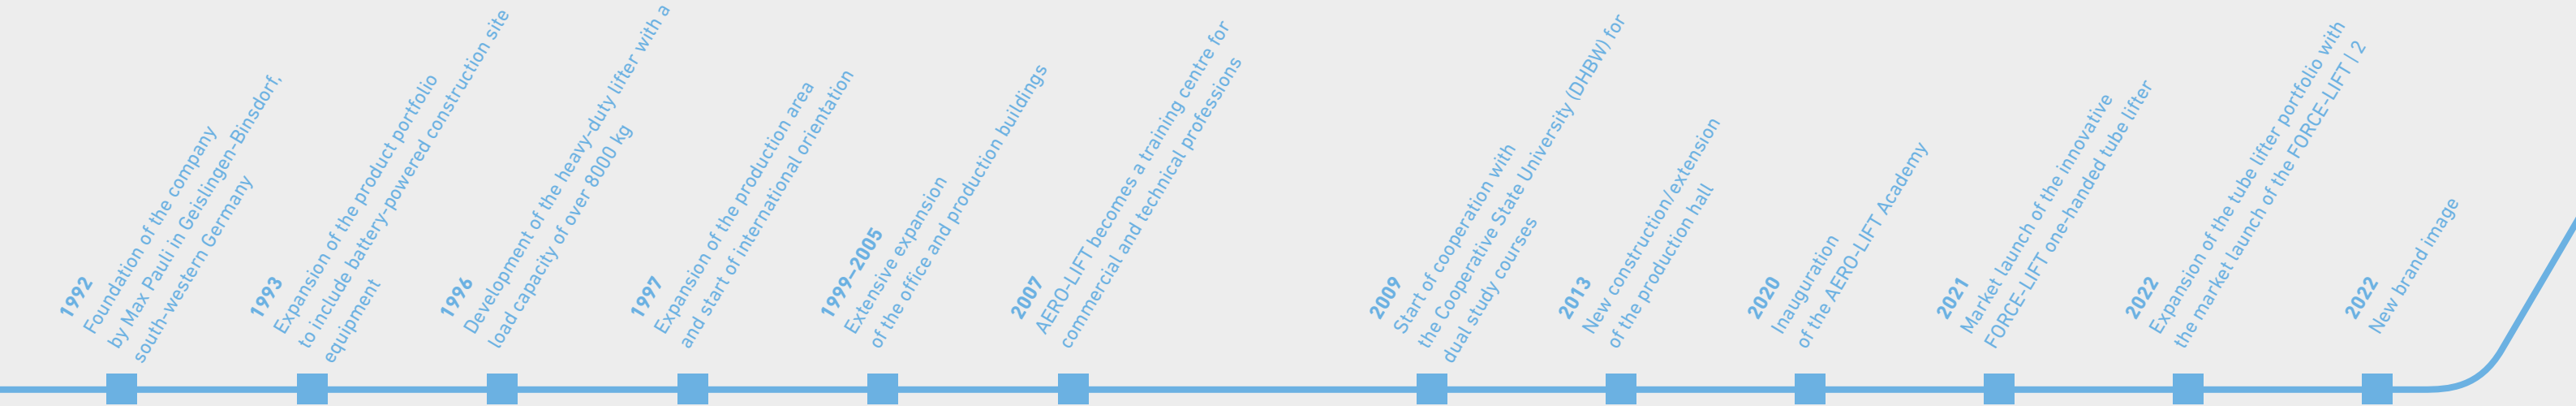 1992
Foundation of the company
by Max Pauli in Geislingen-Binsdorf,
south-western Germany
1993
Expansion of the product portfolio
to include battery-powered construction site
equipment
1996
Development of the heavy-duty lifter with a
load capacity of over 8000 kg
1997
Expansion of the production area
and start of international orientation
1999–2005
Extensive expansion
of the office and production buildings
2007
AERO-LIFT becomes a training centre for
commercial and technical professions
2009
Start of cooperation with
the Cooperative State University (DHBW) for
dual study courses
2013
New construction/extension
of the production hall
2020
Inauguration
of the AERO-LIFT Academy
2021
Market launch of the innovative
FORCE-LIFT one-handed tube lifter
2022
Expansion of the tube lifter portfolio with
the market launch of the FORCE-LIFT | 2
2022
New brand image